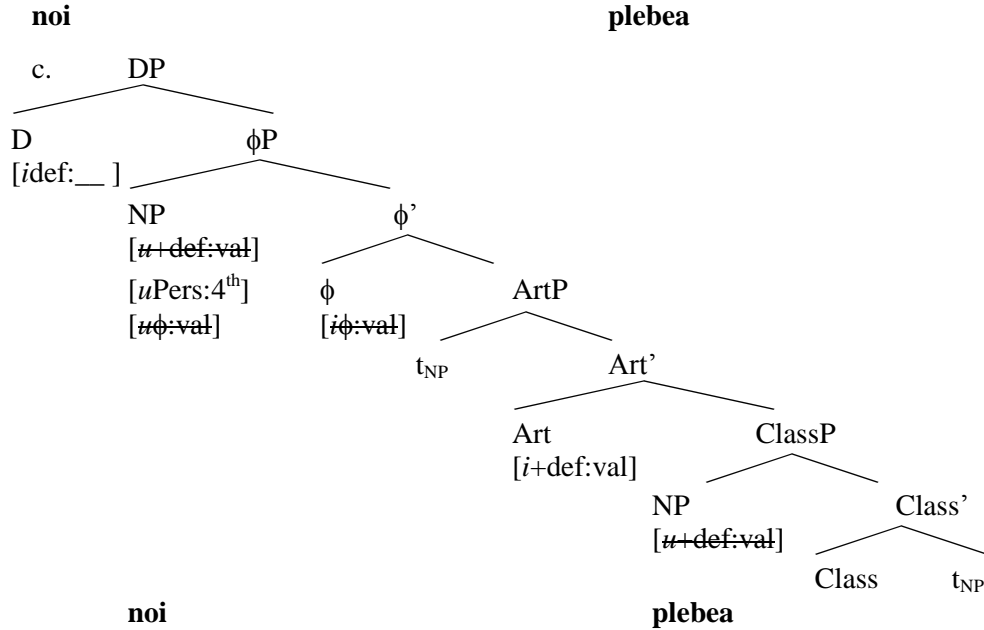 noi plebea
c. DP
D ϕP
[idef:__ ]
NP ϕ’
[u+def:val]
[uPers:4th] ϕ ArtP
[uϕ:val] [iϕ:val]
tNP Art’
Art ClassP
[i+def:val]
NP Class’
[u+def:val]
Class tNP
noi plebea